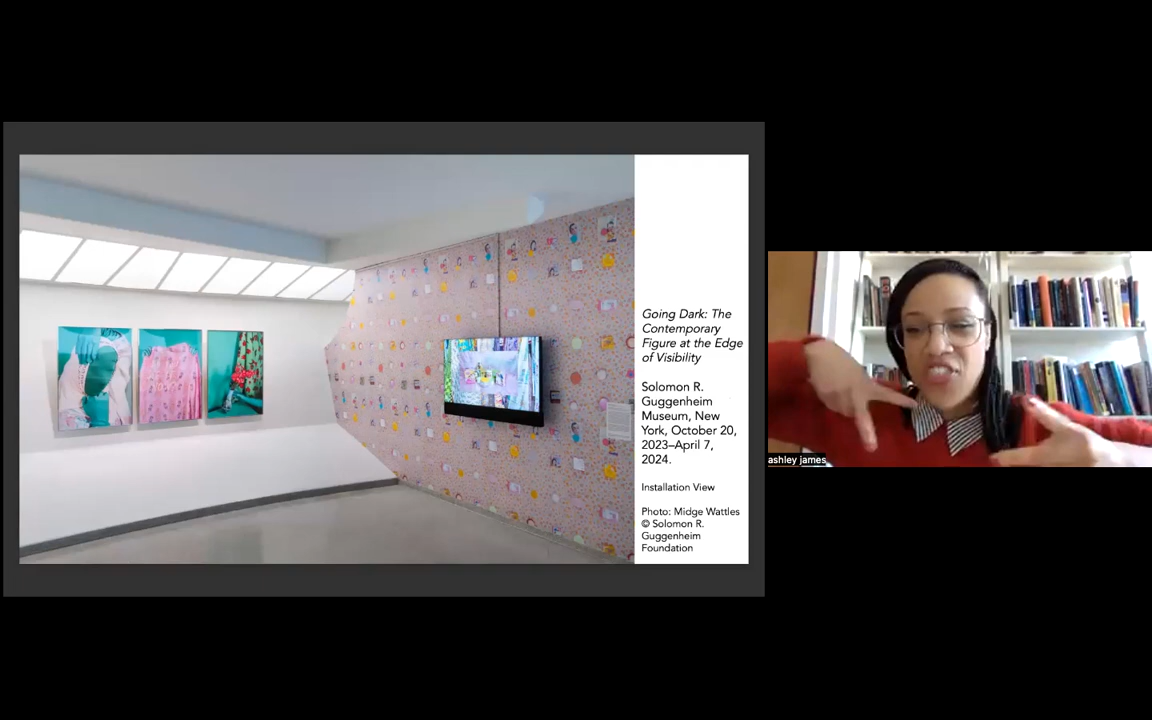 Going Dark: The
Contemporary
Figure at the Edge
of Visibility
Solomon R.
Guggenheim
Museum, New
York, October 20,
2023–April 7,
2024.
Installation View
Photo: Midge Wattles
© Solomon R.
Guggenheim
Foundation
ashley james